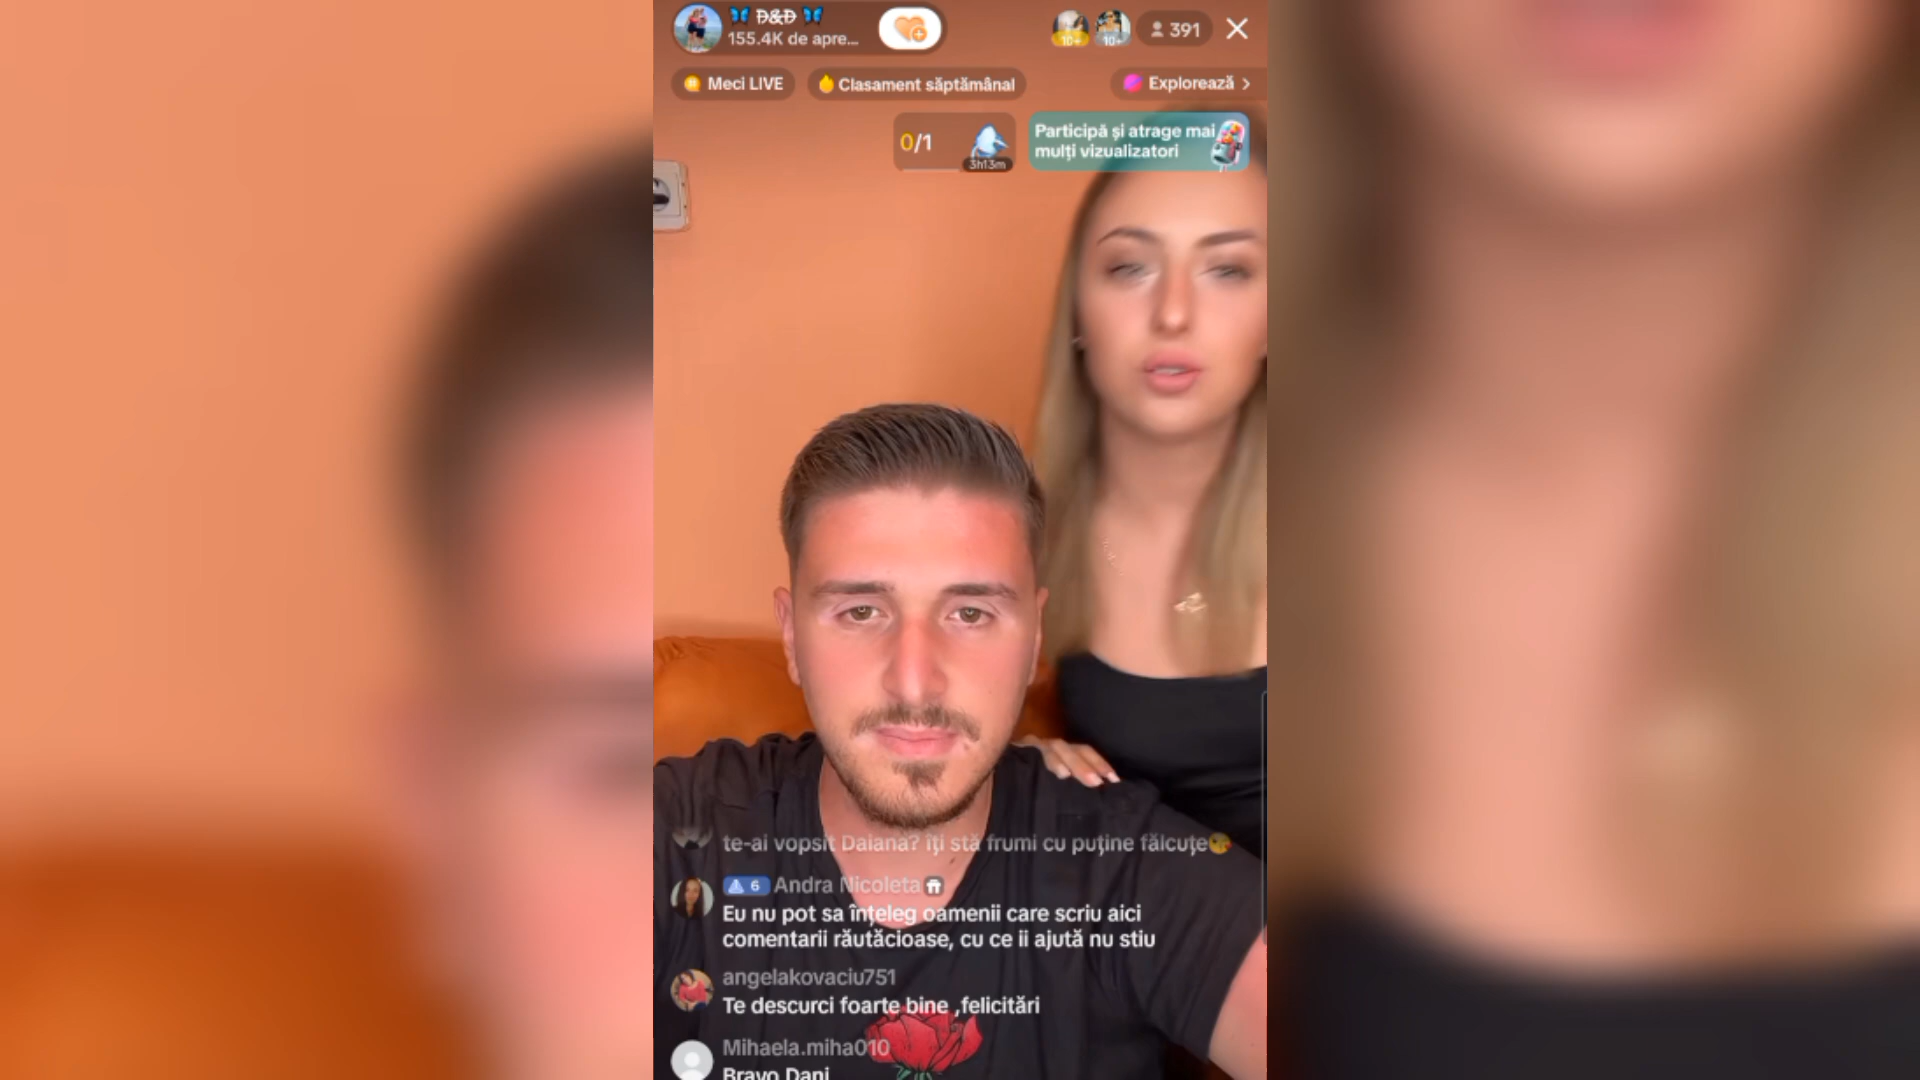 D&D
155.4K de apre...
10+
10+
391
Meci LIVE
Clasament săptămânal
Explorează
0/1
3h13m
Participă și atrage mai
mulți vizualizatori
te-ai vopsit Daiana? îți stă frumi cu puține fălcuțe
6 Andra Nicoleta
Eu nu pot sa înțeleg oamenii care scriu aici
comentarii răutăcioase, cu ce ii ajută nu stiu
angelakovaciu751
Te descurci foarte bine ,felicitări
Mihaela.miha010
Bravo Dani